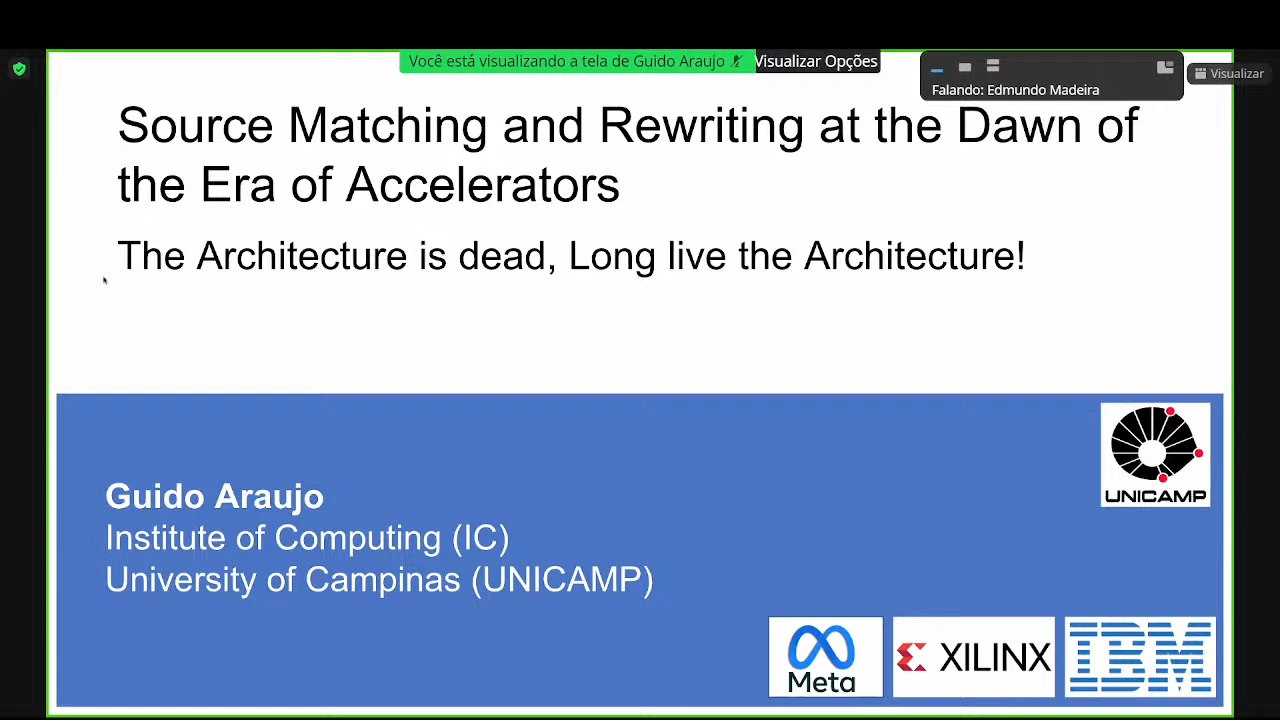 Você está visualizando a tela de Guido Araujo
Visualizar Opções
Falando: Edmundo Madeira
Visualizar
Source Matching and Rewriting at the Dawn of
the Era of Accelerators
The Architecture is dead, Long live the Architecture!
UNICAMP
Guido Araujo
Institute of Computing (IC)
University of Campinas (UNICAMP)
Meta
XILINX
IBM